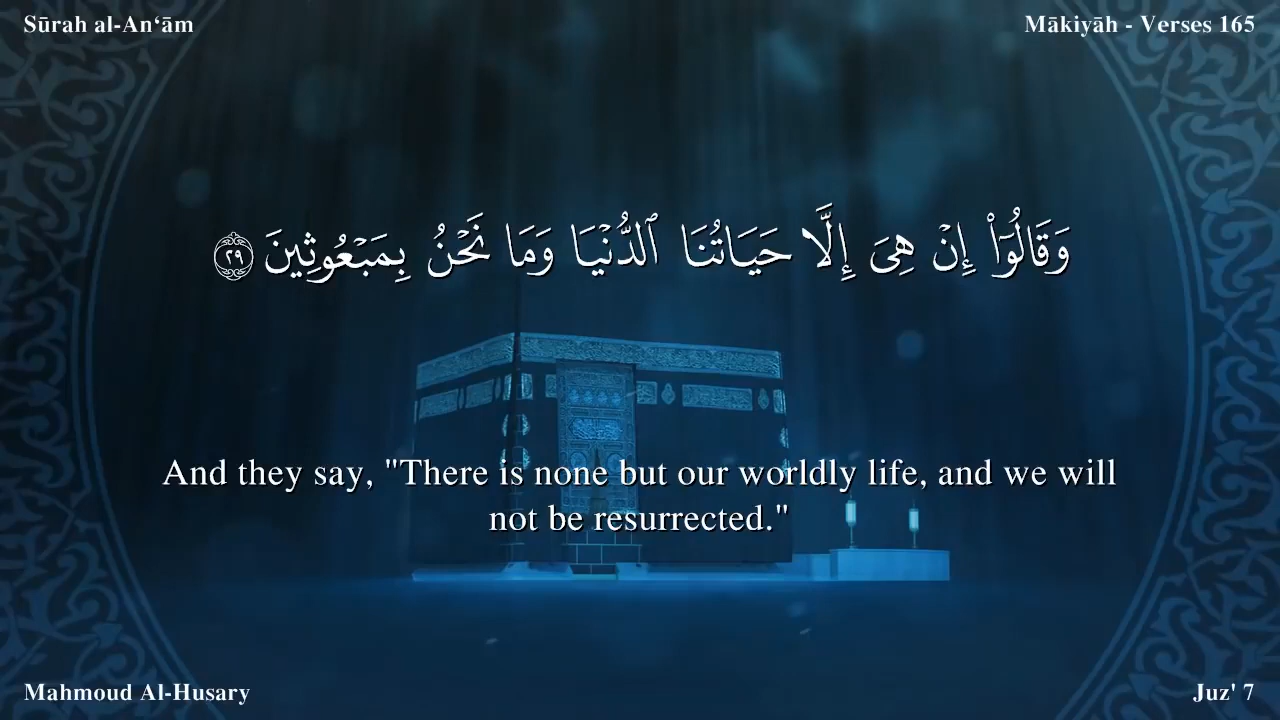 Sūrah al-An‘ām
Mākiyāh - Verses 165
وَقَالُوٓا۟ إِنْ هِىَ إِلَّا حَيَاتُنَا ٱلدُّنْيَا وَمَا نَحْنُ بِمَبْعُوثِينَ ٢٩
And they say, "There is none but our worldly life, and we will
not be resurrected."
Mahmoud Al-Husary
Juz' 7